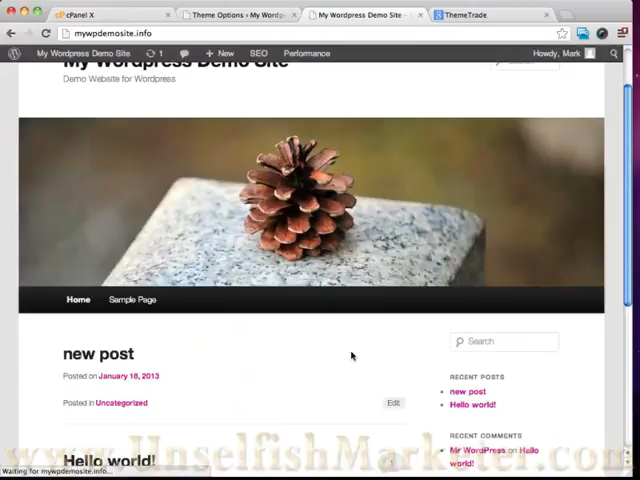 cPanel X
Theme Options ‹ My Wordp
My Wordpress Demo Site -
ThemeTrade
mywpdemosite.info
My Wordpress Demo Site
1
New
SEO
Performance
Howdy, Mark
My Wordpress Demo Site
Demo Website for Wordpress
Home
Sample Page
new post
Search
Posted on January 18, 2013
RECENT POSTS
new post
Posted in Uncategorized
Edit
Hello world!
RECENT COMMENTS
Mr WordPress on Hello
world!
Hello world!
www.UnselfishMarketer.com
Waiting for mywpdemosite.info...